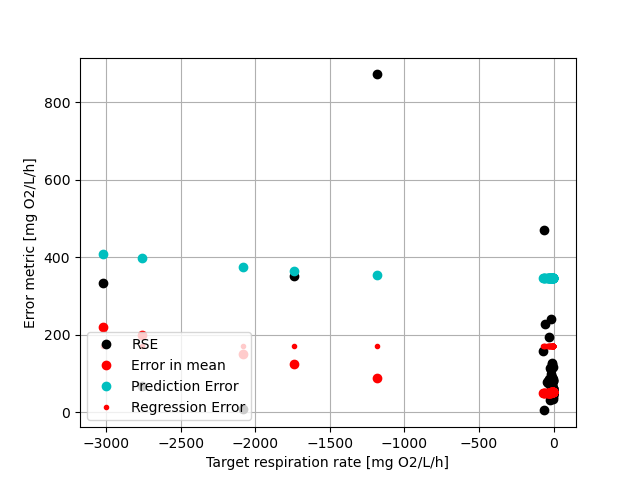 800
600
400
200
0
Error metric [mg O2/L/h]
RSE
Error in mean
Prediction Error
Regression Error
−3000 −2500 −2000 −1500 −1000 −500 0
Target respiration rate [mg O2/L/h]